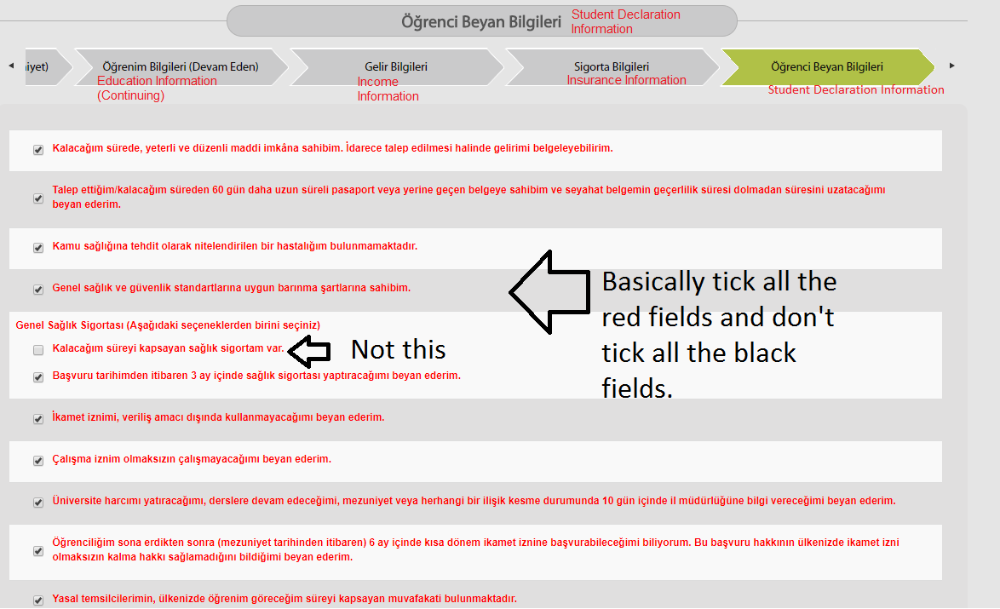 Öğrenci Beyan Bilgileri
Student Declaration
Information
iyet)
Öğrenim Bilgileri (Devam Eden)
Education Information
(Continuing)
Gelir Bilgileri
Income
Information
Sigorta Bilgileri
Insurance Information
Öğrenci Beyan Bilgileri
Student Declaration Information
Kalacağım sürede, yeterli ve düzenli maddi imkâna sahibim. İdarece talep edilmesi halinde gelirimi belgeleyebilirim.
Talep ettiğim/kalacağım süreden 60 gün daha uzun süreli pasaport veya yerine geçen belgeye sahibim ve seyahat belgemin geçerlilik süresi dolmadan süresini uzatacağımı
beyan ederim.
Kamu sağlığına tehdit olarak nitelendirilen bir hastalığım bulunmamaktadır.
Genel sağlık ve güvenlik standartlarına uygun barınma şartlarına sahibim.
Basically tick all the
red fields and don't
tick all the black
fields.
Genel Sağlık Sigortası (Aşağıdaki seçeneklerden birini seçiniz)
Kalacağım süreyi kapsayan sağlık sigortam var.
Not this
Başvuru tarihimden itibaren 3 ay içinde sağlık sigortası yaptıracağımı beyan ederim.
İkamet iznimi, veriliş amacı dışında kullanmayacağımı beyan ederim.
Çalışma iznim olmaksızın çalışmayacağımı beyan ederim.
Üniversite harcımı yatıracağımı, derslere devam edeceğimi, mezuniyet veya herhangi bir ilişik kesme durumunda 10 gün içinde il müdürlüğüne bilgi vereceğimi beyan ederim.
Öğrenciliğim sona erdikten sonra (mezuniyet tarihinden itibaren) 6 ay içinde kısa dönem ikamet iznine başvurabileceğimi biliyorum. Bu başvuru hakkının ülkenizde ikamet izni
olmaksızın kalma hakkı sağlamadığını bildiğimi beyan ederim.
Yasal temsilcilerimin, ülkenizde öğrenim göreceğim süreyi kapsayan muvafakati bulunmaktadır.